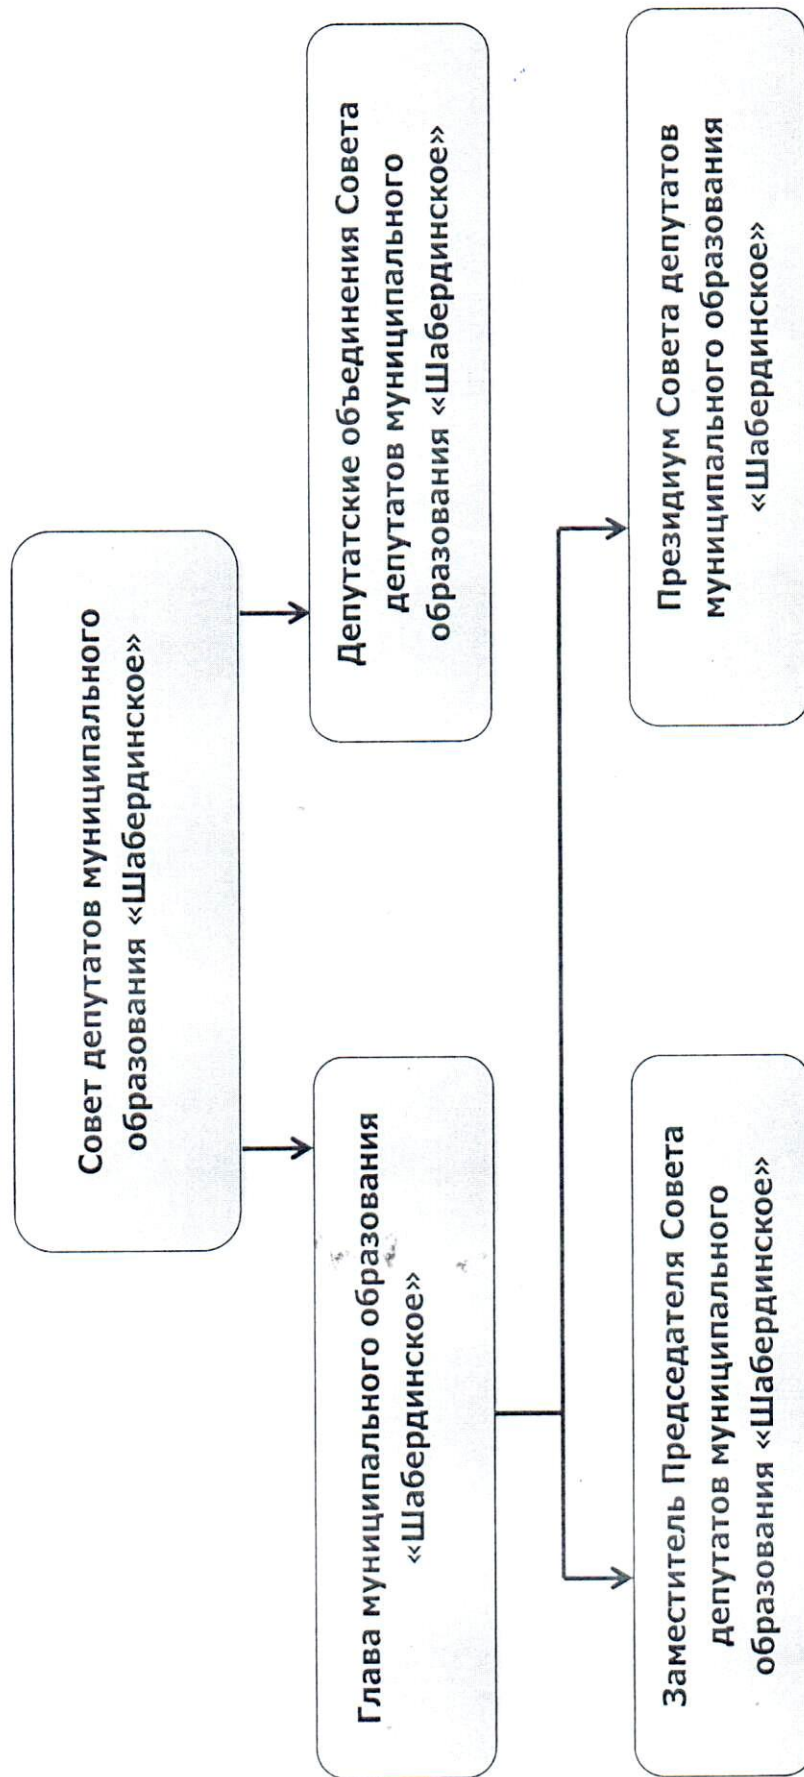 Совет депутатов муниципального
образования «Шабердинское»
Глава муниципального образования
«Шабердинское»
Депутатские объединения Совета
депутатов муниципального
образования «Шабердинское»
Заместитель Председателя Совета
депутатов муниципального
образования «Шабердинское»
Президиум Совета депутатов
муниципального образования
«Шабердинское»